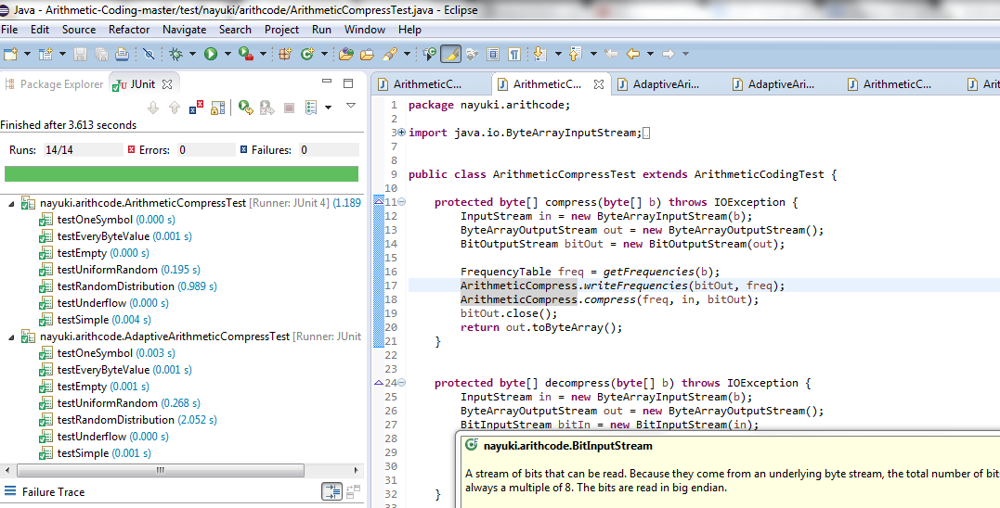 Java - Arithmetic-Coding-master/test/nayuki/arithcode/ArithmeticCompressTest.java - Eclipse
File Edit Source Refactor Navigate Search Project Run Window Help
Package Explorer JUnit
Finished after 3.613 seconds
Runs: 14/14 Errors: 0 Failures: 0
nayuki.arithcode.ArithmeticCompressTest [Runner: JUnit 4] (1.189
testOneSymbol (0.000 s)
testEveryByteValue (0.001 s)
testEmpty (0.000 s)
testUniformRandom (0.195 s)
testRandomDistribution (0.989 s)
testUnderflow (0.000 s)
testSimple (0.004 s)
nayuki.arithcode.AdaptiveArithmeticCompressTest [Runner: JUnit
testOneSymbol (0.003 s)
testEveryByteValue (0.001 s)
testEmpty (0.001 s)
testUniformRandom (0.268 s)
testRandomDistribution (2.052 s)
testUnderflow (0.000 s)
testSimple (0.001 s)
Failure Trace
ArithmeticC... ArithmeticC... AdaptiveAri... AdaptiveAri... ArithmeticC... Arit
1 package nayuki.arithcode;
2
3 import java.io.ByteArrayInputStream;
7
8
9 public class ArithmeticCompressTest extends ArithmeticCodingTest {
10
11 protected byte[] compress(byte[] b) throws IOException {
12 InputStream in = new ByteArrayInputStream(b);
13 ByteArrayOutputStream out = new ByteArrayOutputStream();
14 BitOutputStream bitOut = new BitOutputStream(out);
15
16 FrequencyTable freq = getFrequencies(b);
17 ArithmeticCompress.writeFrequencies(bitOut, freq);
18 ArithmeticCompress.compress(freq, in, bitOut);
19 bitOut.close();
20 return out.toByteArray();
21 }
22
23
24 protected byte[] decompress(byte[] b) throws IOException {
25 InputStream in = new ByteArrayInputStream(b);
26 ByteArrayOutputStream out = new ByteArrayOutputStream();
27 BitInputStream bitIn = new BitInputStream(in);
28
29
30
31
32 }
33
nayuki.arithcode.BitInputStream
A stream of bits that can be read. Because they come from an underlying byte stream, the total number of bits
always a multiple of 8. The bits are read in big endian.